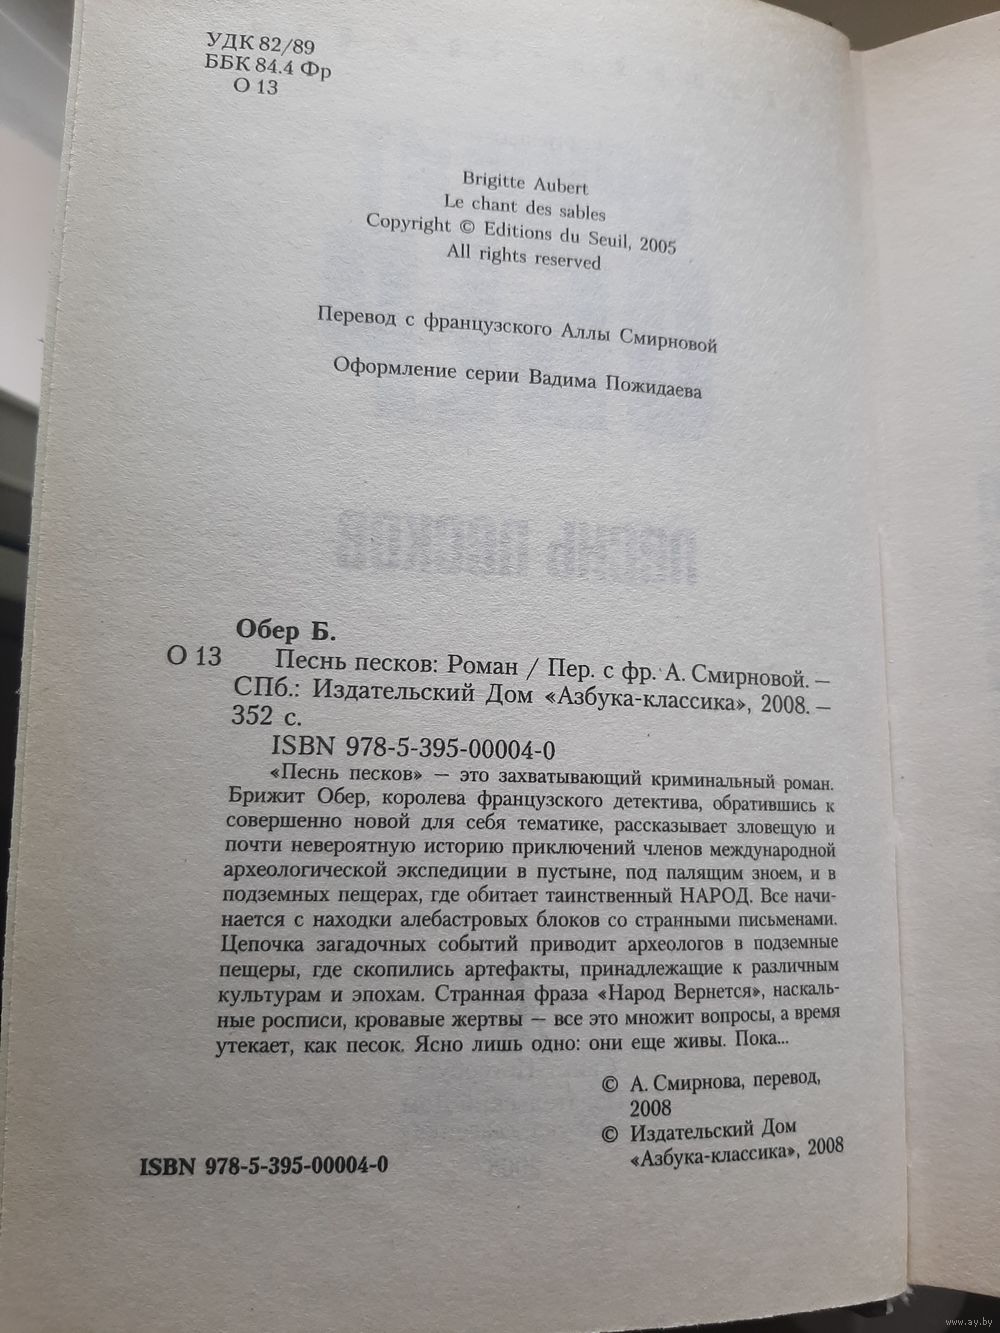 УДК 82/89
ББК 84.4 Фр
О 13
Brigitte Aubert
Le chant des sables
Copyright © Editions du Seuil, 2005
All rights reserved
Перевод с французского Аллы Смирновой
Оформление серии Вадима Пожидаева
ПЕСНЬ ПЕСКОВ
Обер Б.
О 13 Песнь песков: Роман / Пер. с фр. А. Смирновой. –
СПб.: Издательский Дом «Азбука-классика», 2008. –
352 с.
ISBN 978-5-395-00004-0
«Песнь песков» — это захватывающий криминальный роман.
Брижит Обер, королева французского детектива, обратившись к
совершенно новой для себя тематике, рассказывает зловещую и
почти невероятную историю приключений членов международной
археологической экспедиции в пустыне, под палящим зноем, и в
подземных пещерах, где обитает таинственный НАРОД. Все начи-
нается с находки алебастровых блоков со странными письменами.
Цепочка загадочных событий приводит археологов в подземные
пещеры, где скопились артефакты, принадлежащие к различным
культурам и эпохам. Странная фраза «Народ Вернется», наскаль-
ные росписи, кровавые жертвы — все это множит вопросы, а время
утекает, как песок. Ясно лишь одно: они еще живы. Пока...
© А. Смирнова, перевод,
2008
© Издательский Дом
«Азбука-классика», 2008
ISBN 978-5-395-00004-0
www.ay.by